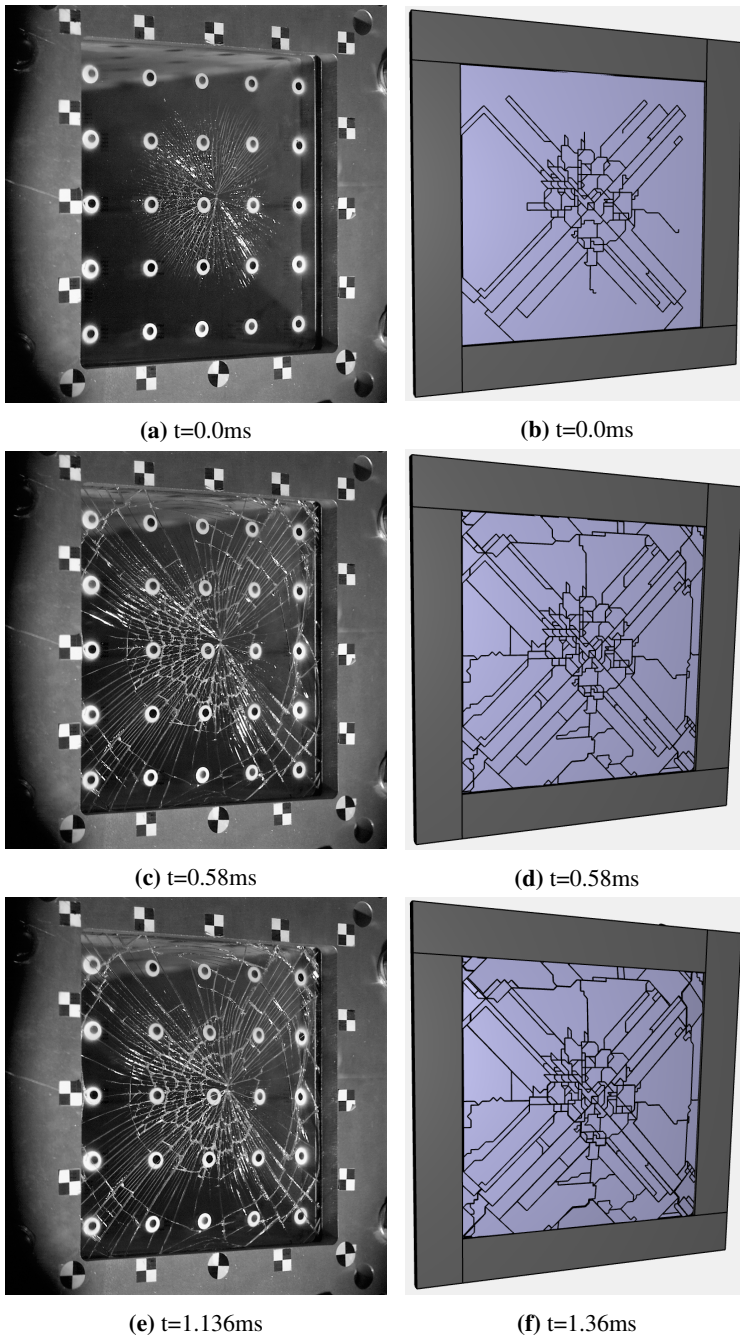 (a) t=0.0ms
(b) t=0.0ms
(c) t=0.58ms
(d) t=0.58ms
(e) t=1.136ms
(f) t=1.36ms